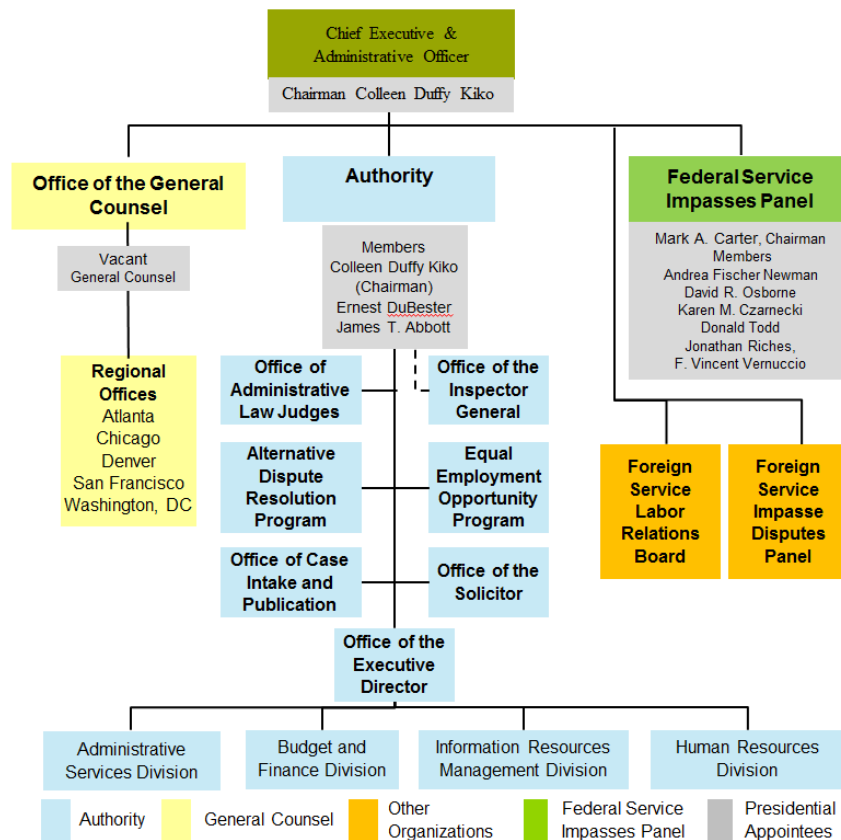 Chief Executive &
Administrative Officer
Chairman Colleen Duffy Kiko
Office of the General
Counsel
Vacant
General Counsel
Regional
Offices
Atlanta
Chicago
Denver
San Francisco
Washington, DC
Authority
Members
Colleen Duffy Kiko
(Chairman)
Ernest DuBester
James T. Abbott
Federal Service
Impasses Panel
Mark A. Carter, Chairman
Members
Andrea Fischer Newman
David R. Osborne
Karen M. Czarnecki
Donald Todd
Jonathan Riches,
F. Vincent Vernuccio
Office of
Administrative
Law Judges
Office of the
Inspector
General
Alternative
Dispute
Resolution
Program
Equal
Employment
Opportunity
Program
Office of Case
Intake and
Publication
Office of the
Solicitor
Foreign
Service
Labor
Relations
Board
Foreign
Service
Impasse
Disputes
Panel
Office of the
Executive
Director
Administrative
Services Division
Budget and
Finance Division
Information Resources
Management Division
Human Resources
Division
Authority
General Counsel
Other
Organizations
Federal Service
Impasses Panel
Presidential
Appointees